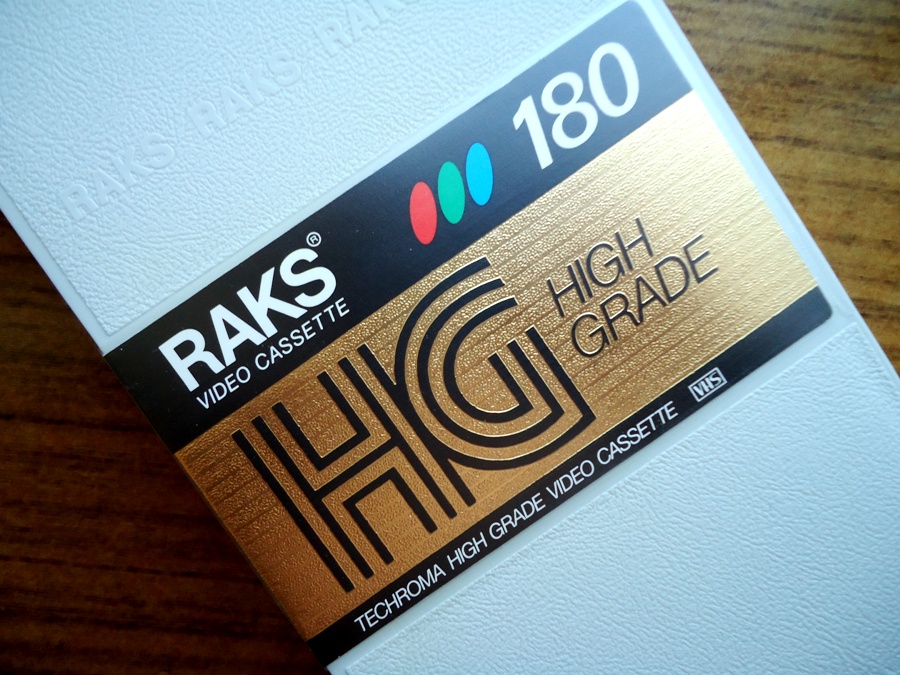 RAKS RAKS RAKS
180
RAKS®
VIDEO CASSETTE
HG
HIGH
GRADE
TECHROMA HIGH GRADE VIDEO CASSETTE VHS